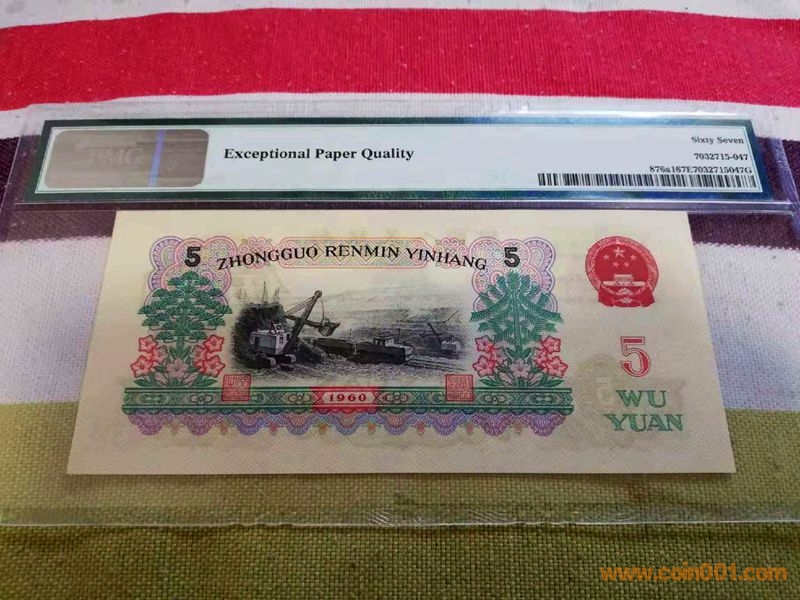 PMG
Exceptional Paper Quality
Sixty Seven
7032715-047
876a167E7032715047G
5 ZHONGGUO RENMIN YINHANG 5
5
1960
WU
YUAN
www.coin001.com